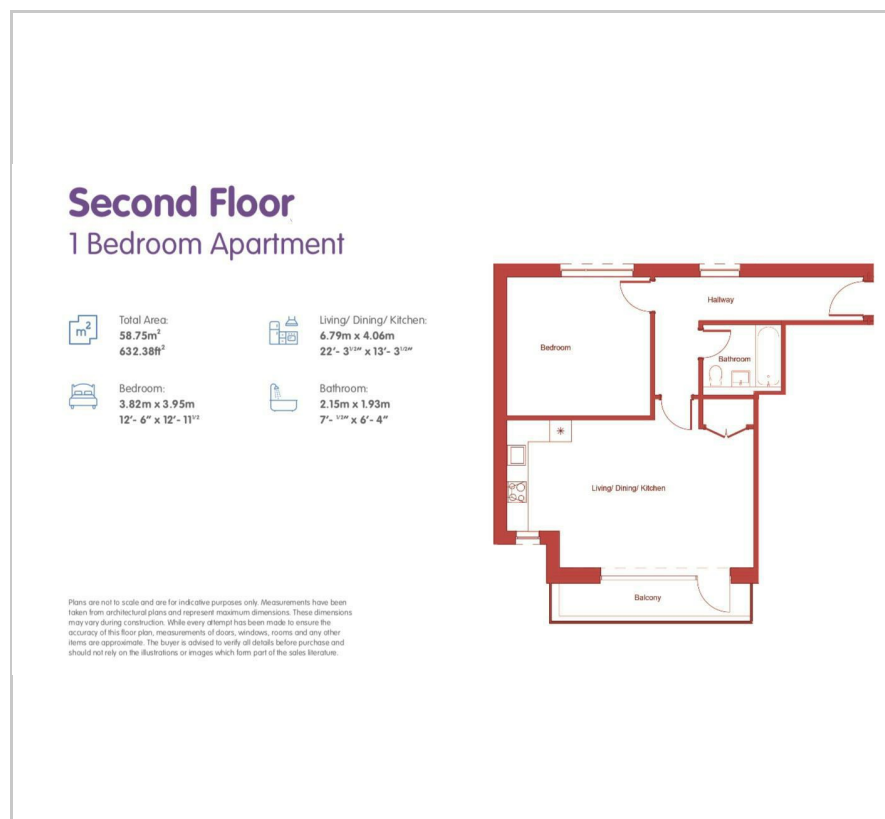 Second Floor
1 Bedroom Apartment
m²
Total Area:
58.75m²
632.38ft²
Living/ Dining/ Kitchen:
6.79m x 4.06m
22'- 3¹/²" x 13'- 3¹/²"
Bedroom:
3.82m x 3.95m
12'- 6" x 12'- 11¹/²
Bathroom:
2.15m x 1.93m
7'- ¹/²" x 6'- 4"
Plans are not to scale and are for indicative purposes only. Measurements have been
taken from architectural plans and represent maximum dimensions. These dimensions
may vary during construction. While every attempt has been made to ensure the
accuracy of this floor plan, measurements of doors, windows, rooms and any other
items are approximate. The buyer is advised to verify all details before purchase and
should not rely on the illustrations or images which form part of the sales literature.
Hallway
Bedroom
Bathroom
Living/ Dining/ Kitchen
Balcony